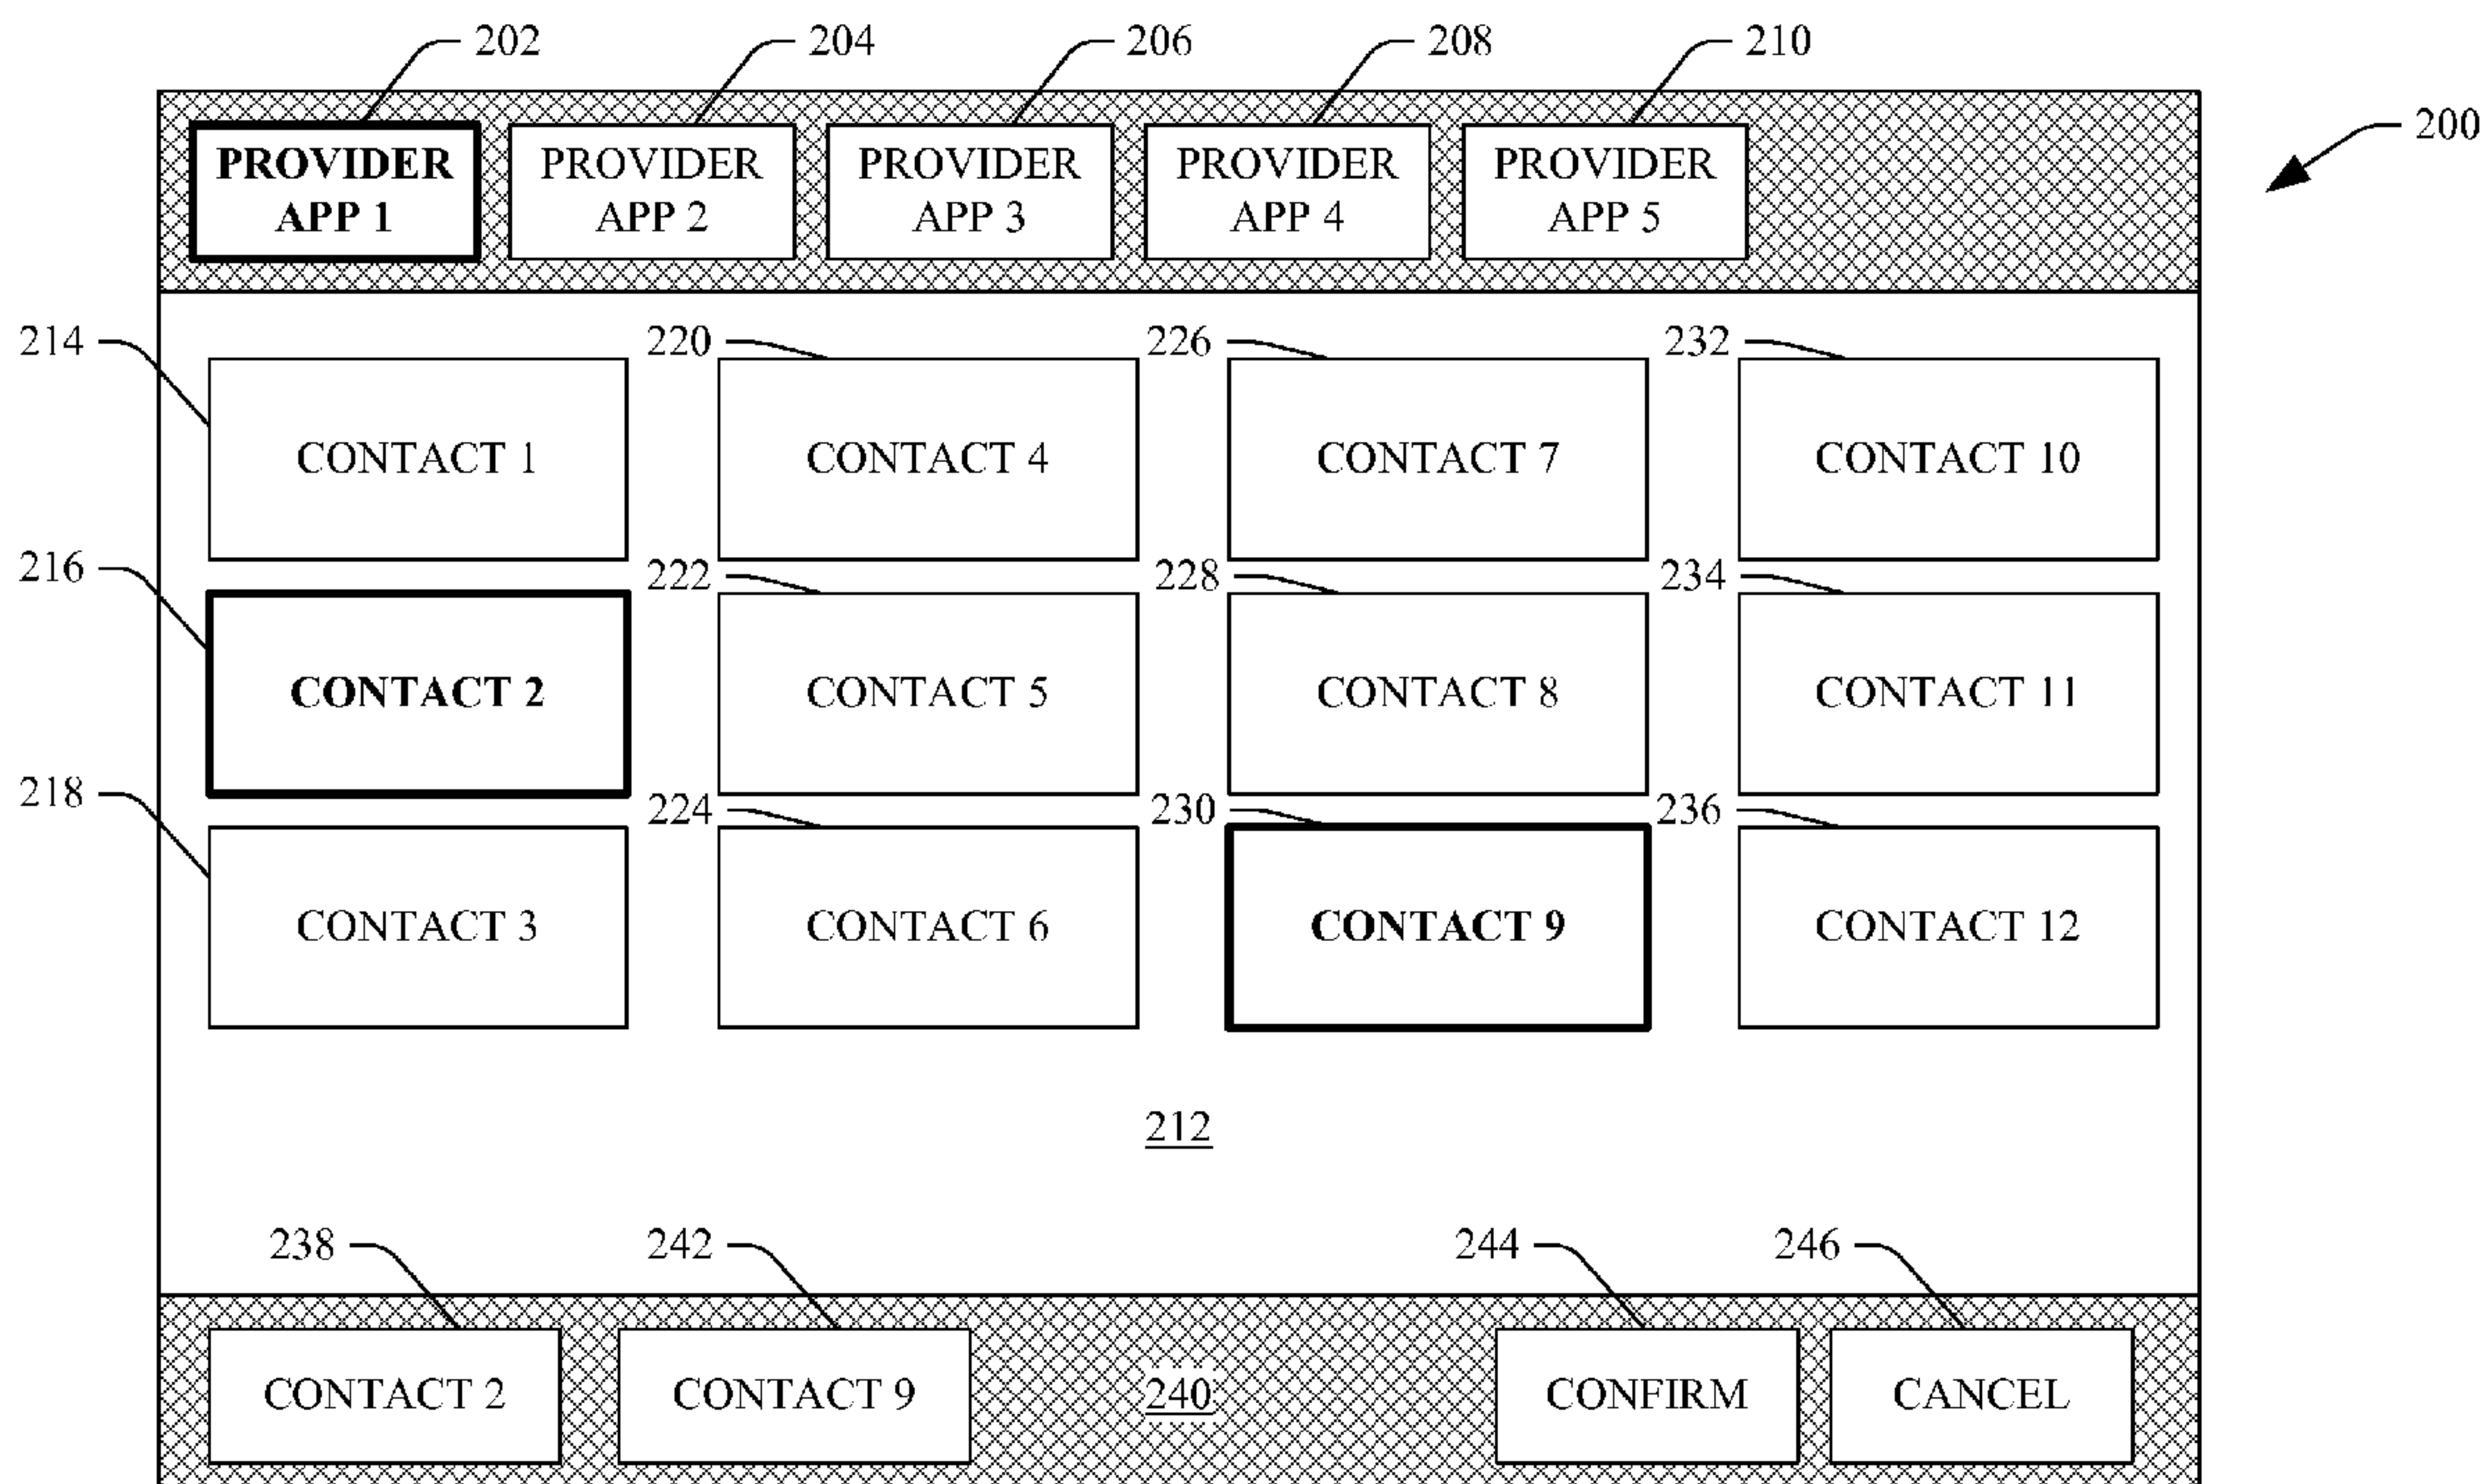 202 204 206 208 210
200
PROVIDER APP 1
PROVIDER APP 2
PROVIDER APP 3
PROVIDER APP 4
PROVIDER APP 5
214 220 226 232
CONTACT 1 CONTACT 4 CONTACT 7 CONTACT 10
216 222 228 234
CONTACT 2 CONTACT 5 CONTACT 8 CONTACT 11
218 224 230 236
CONTACT 3 CONTACT 6 CONTACT 9 CONTACT 12
212
238 242 244 246
CONTACT 2 CONTACT 9 240 CONFIRM CANCEL